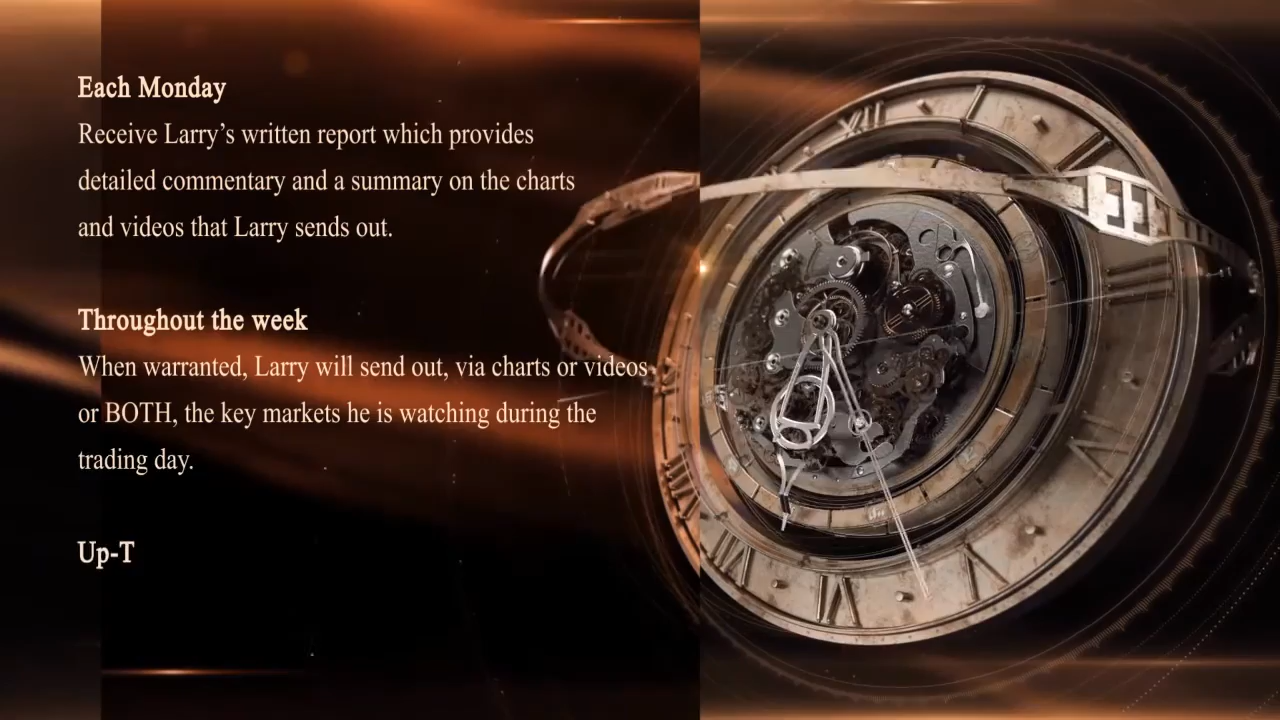 Each Monday
Receive Larry’s written report which provides
detailed commentary and a summary on the charts
and videos that Larry sends out.
Throughout the week
When warranted, Larry will send out, via charts or videos
or BOTH, the key markets he is watching during the
trading day.
Up-T
XII